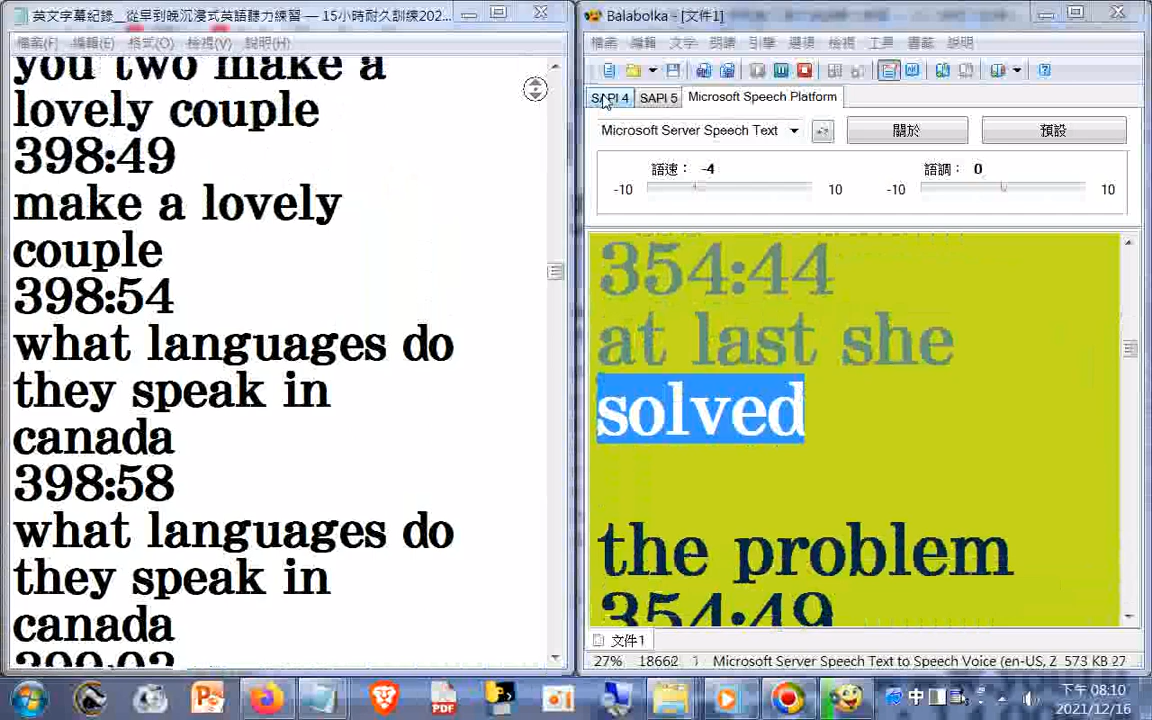 英文字幕紀錄__從早到晚沉浸式英語聽力練習 — 15小時耐久訓練202...
檔案(F) 編輯(E) 格式(O) 檢視(V) 說明(H)
you two make a
lovely couple
398:49
make a lovely
couple
398:54
what languages do
they speak in
canada
398:58
what languages do
they speak in
canada
399:03
Balabolka - [文件1]
檔案 編輯 文字 朗讀 引擎 選項 檢視 工具 書籤 說明
SAPI 4 SAPI 5 Microsoft Speech Platform
Microsoft Server Speech Text 關於 預設
語速： -4 語調： 0
-10 10 -10 10
354:44
at last she
solved
the problem
354:49
文件1
27% 18662 1 Microsoft Server Speech Text to Speech Voice (en-US, Z 573 KB 27
中 下午 08:10
2021/12/16